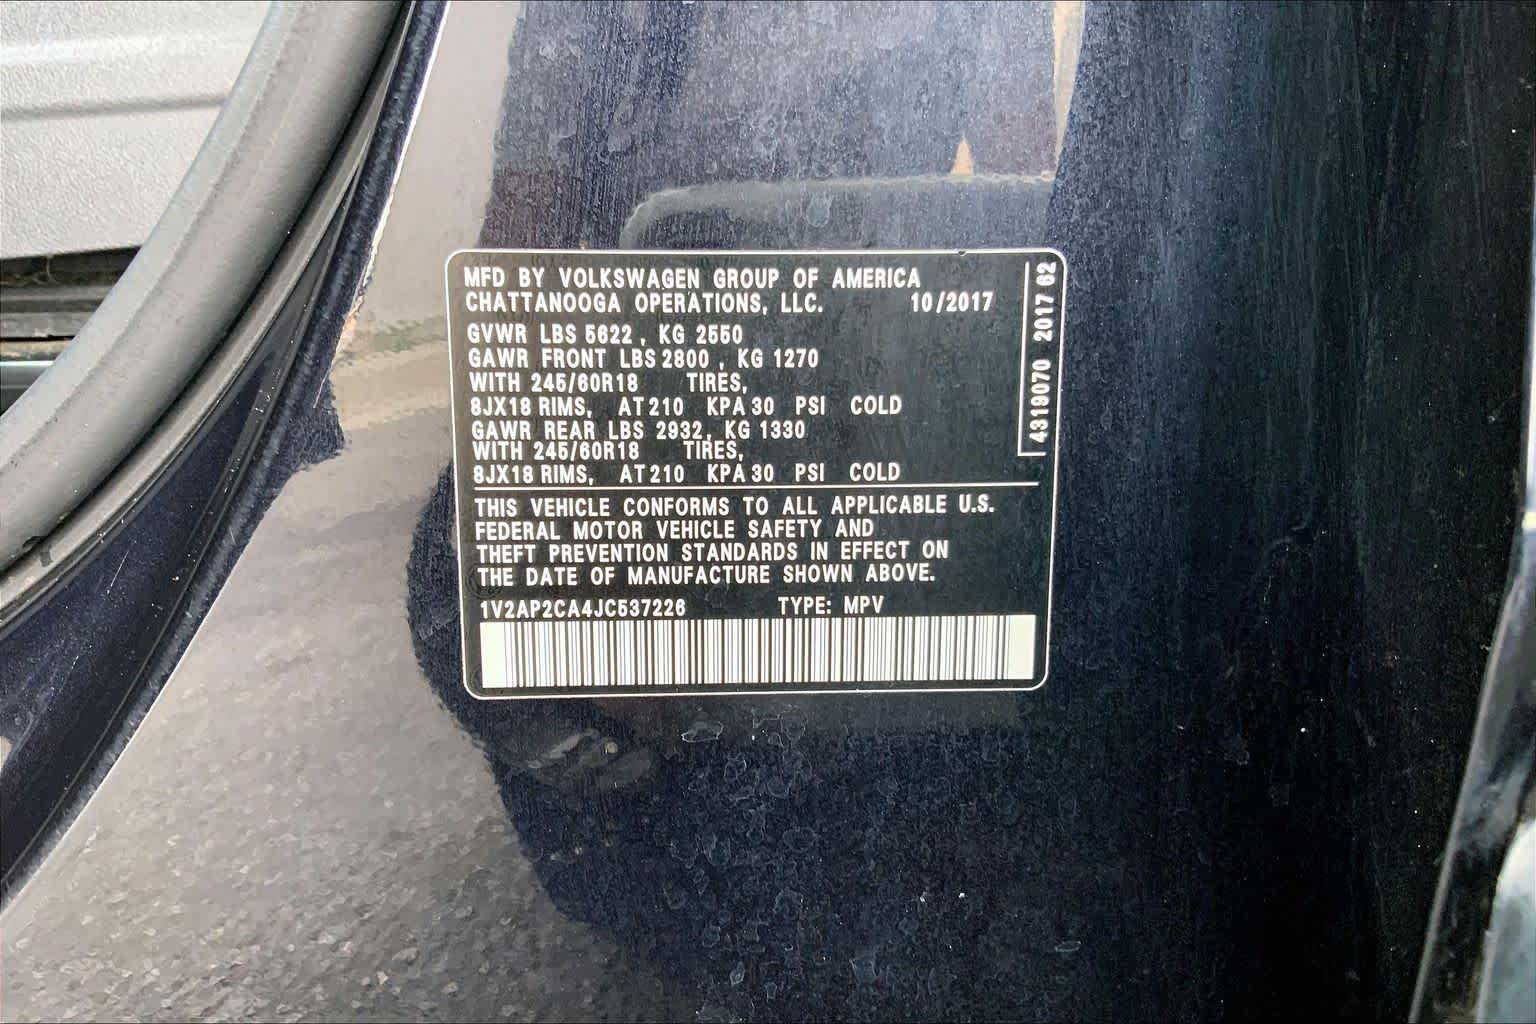 MFD BY VOLKSWAGEN GROUP OF AMERICA
CHATTANOOGA OPERATIONS, LLC. 10/2017
GVWR LBS 5622 , KG 2550
GAWR FRONT LBS 2800 , KG 1270
WITH 245/60R18 TIRES,
8JX18 RIMS, AT 210 KPA 30 PSI COLD
GAWR REAR LBS 2932, KG 1330
WITH 245/60R18 TIRES,
8JX18 RIMS, AT 210 KPA 30 PSI COLD
THIS VEHICLE CONFORMS TO ALL APPLICABLE U.S.
FEDERAL MOTOR VEHICLE SAFETY AND
THEFT PREVENTION STANDARDS IN EFFECT ON
THE DATE OF MANUFACTURE SHOWN ABOVE.
1V2AP2CA4JC537226 TYPE: MPV
4319070 2017 62